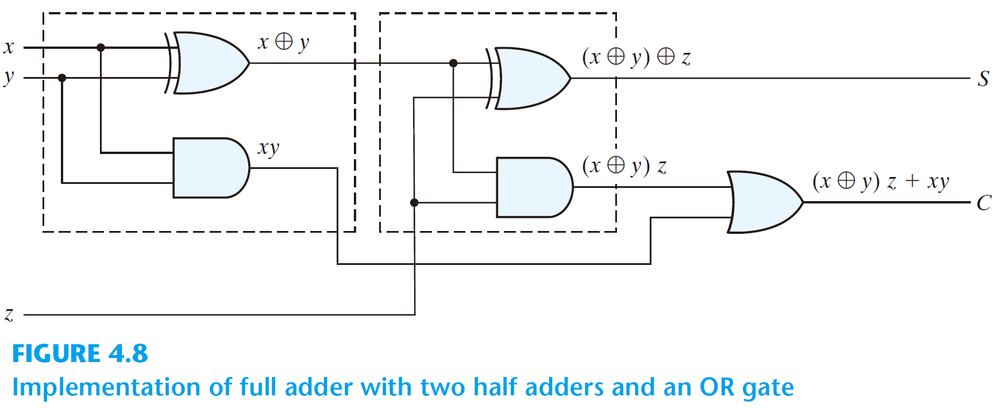 x
y
x ⊕ y
xy
(x ⊕ y) ⊕ z
S
(x ⊕ y) z
(x ⊕ y) z + xy
C
z
FIGURE 4.8
Implementation of full adder with two half adders and an OR gate